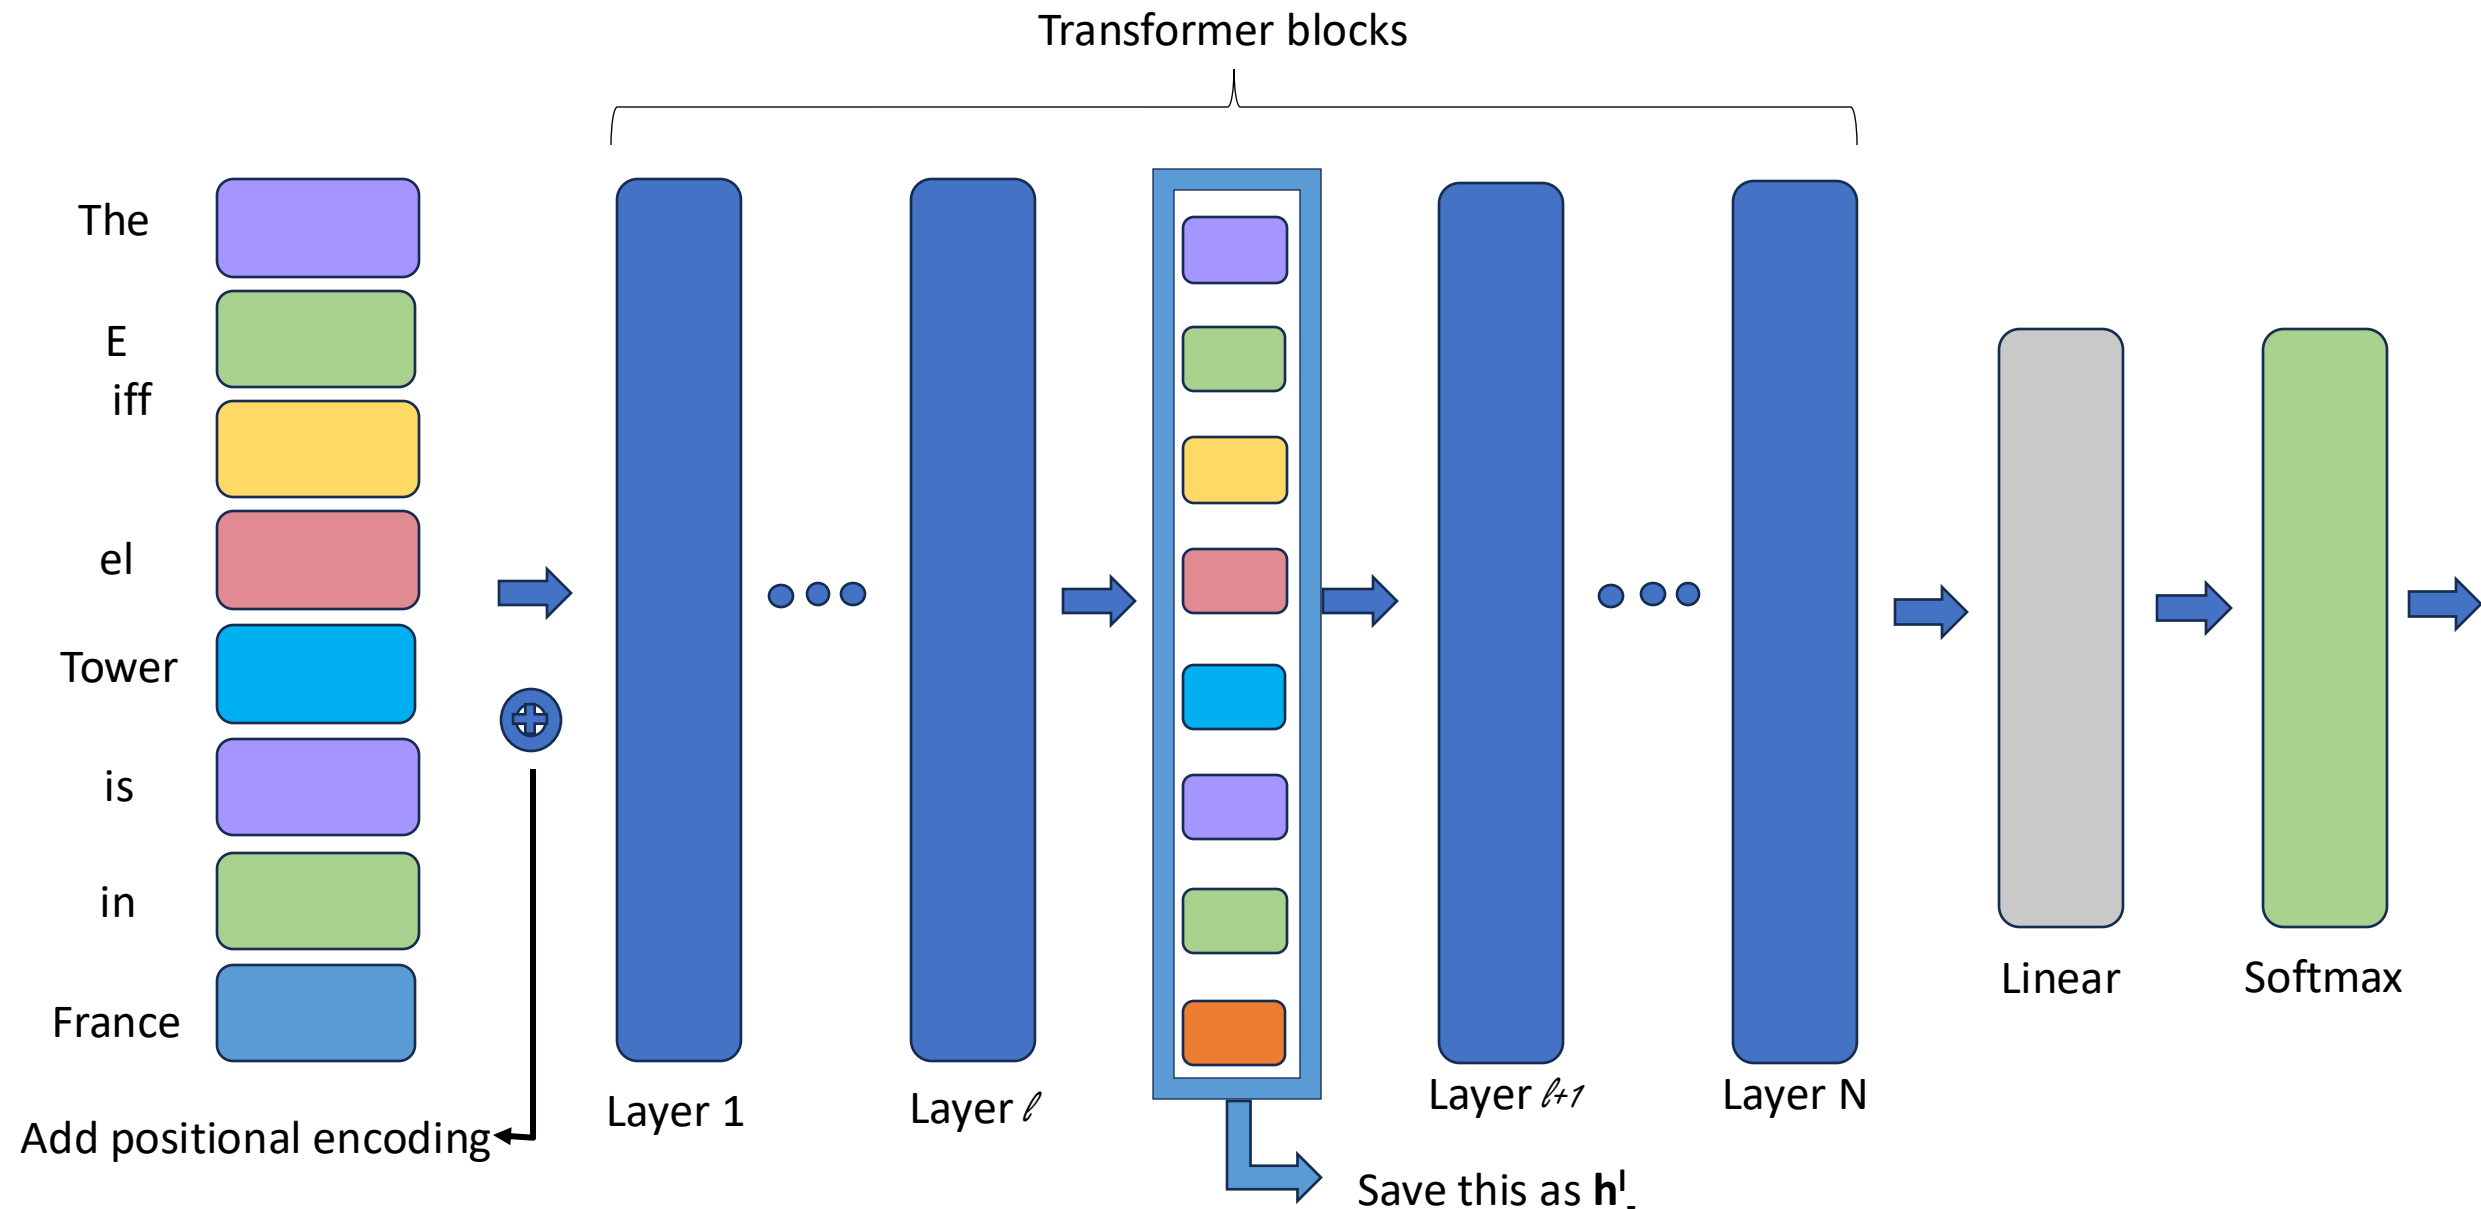 Transformer blocks
The
E
iff
el
Tower
is
in
France
Add positional encoding
Layer 1
Layer ℓ
Layer ℓ+1
Layer N
Linear
Softmax
Save this as hˡ